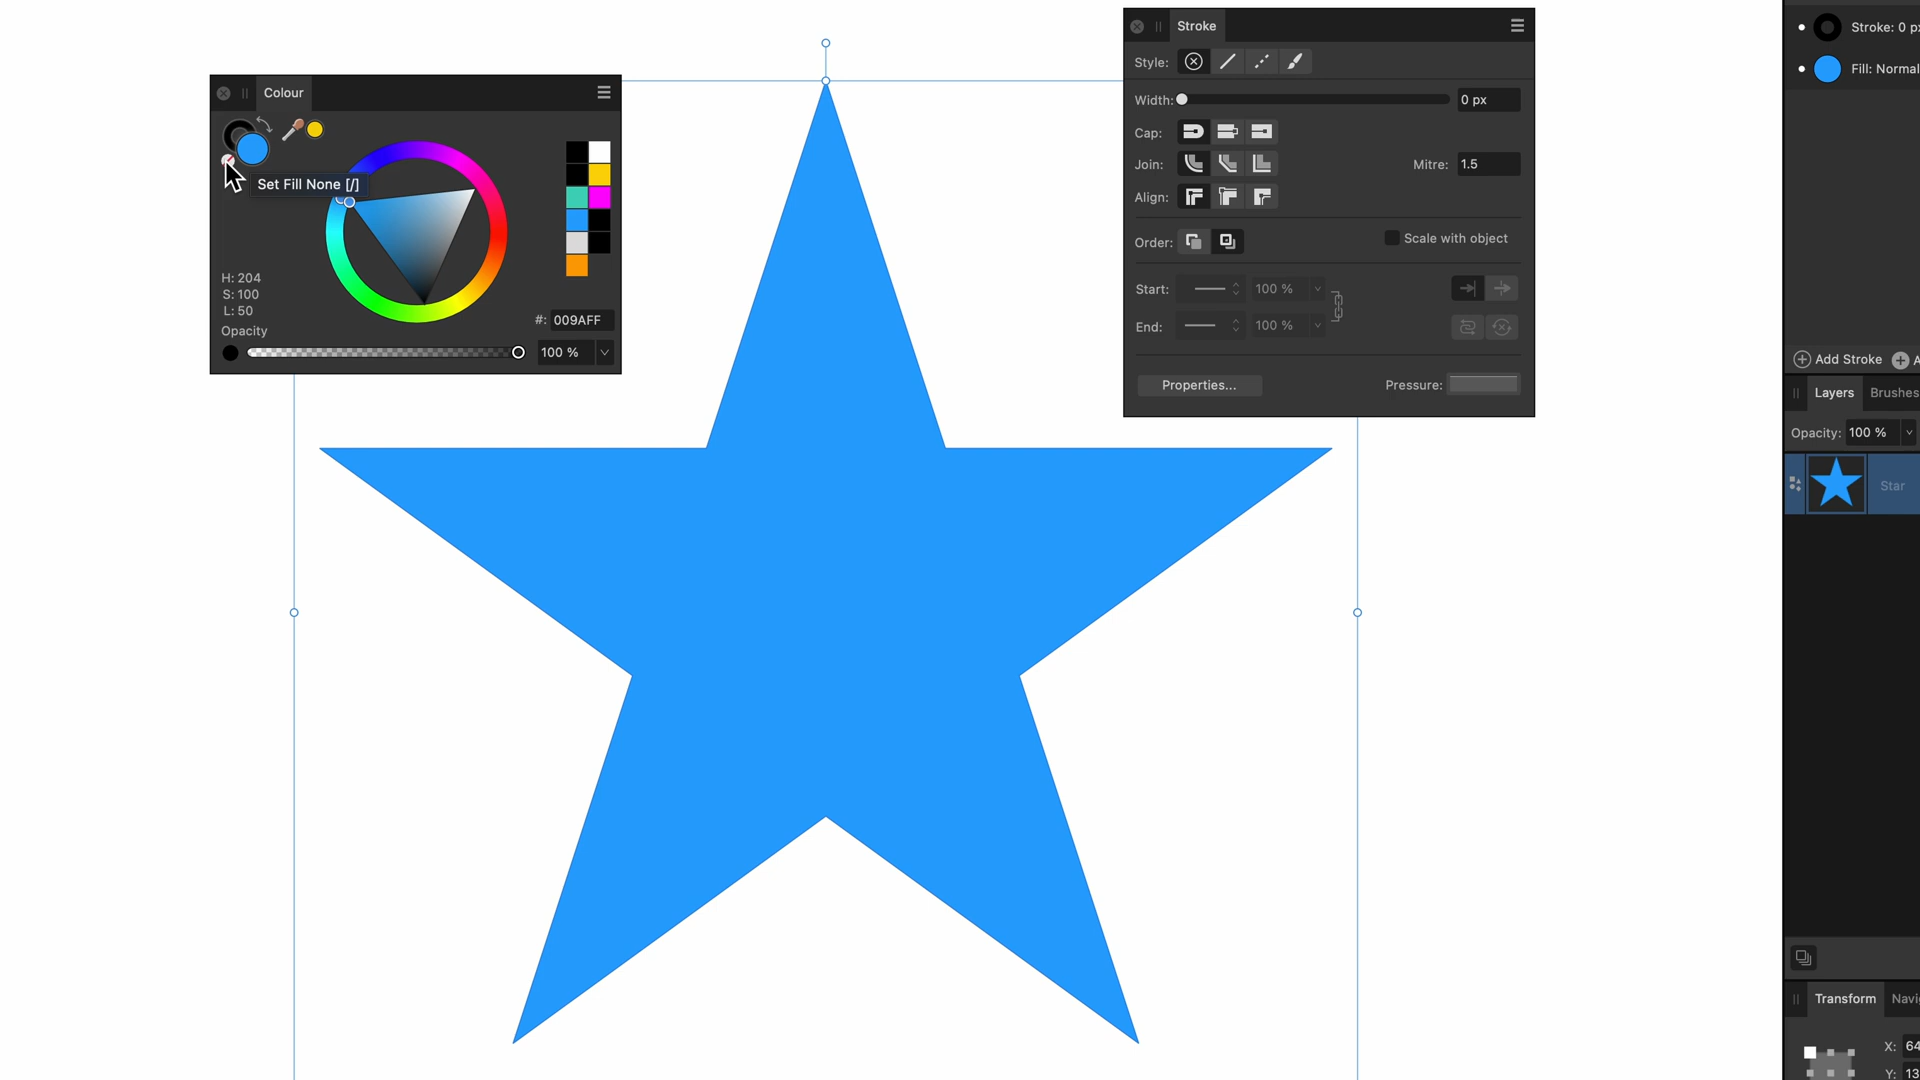 Colour
Set Fill None [/]
H: 204
S: 100
L: 50
#: 009AFF
Opacity
100 %
Stroke
Style:
Width: 0 px
Cap:
Join: Mitre: 1.5
Align:
Order: Scale with object
Start: 100 %
End: 100 %
Properties... Pressure:
Stroke: 0 px
Fill: Normal
Add Stroke A
Layers Brushes
Opacity: 100 %
Star
Transform Navi
X: 64
Y: 13